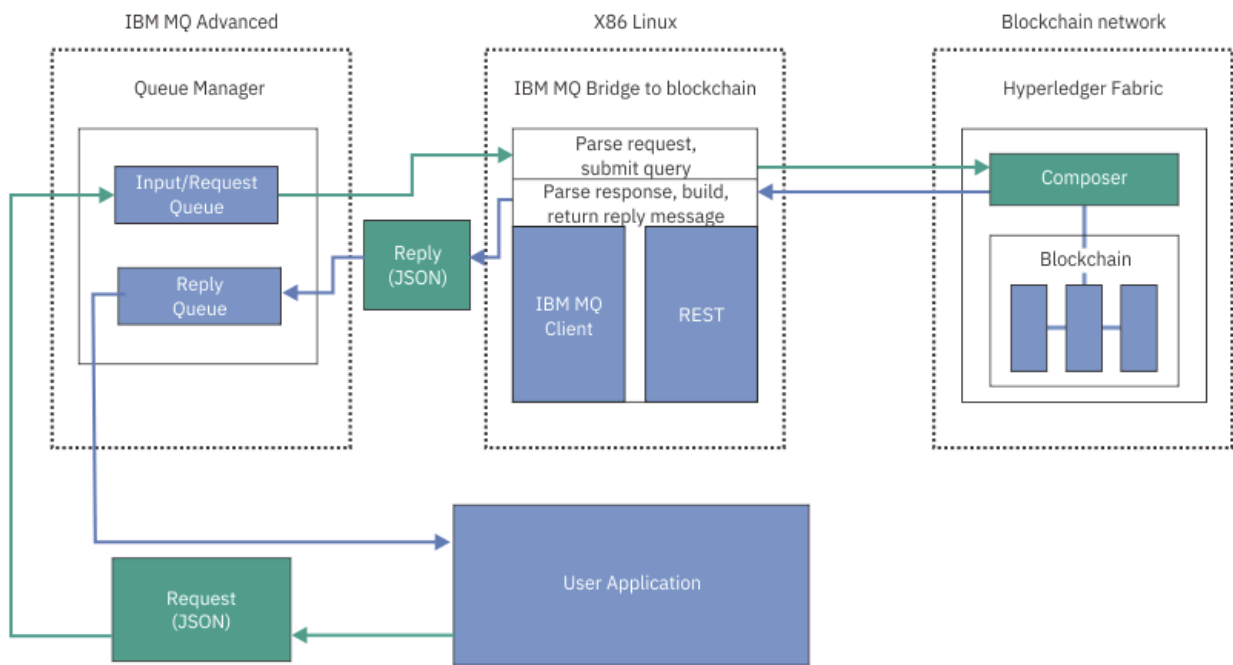 IBM MQ Advanced
X86 Linux
Blockchain network
Queue Manager
IBM MQ Bridge to blockchain
Hyperledger Fabric
Input/Request
Queue
Parse request,
submit query
Parse response, build,
return reply message
Composer
Reply
(JSON)
Reply
Queue
IBM MQ
Client
REST
Blockchain
User Application
Request
(JSON)